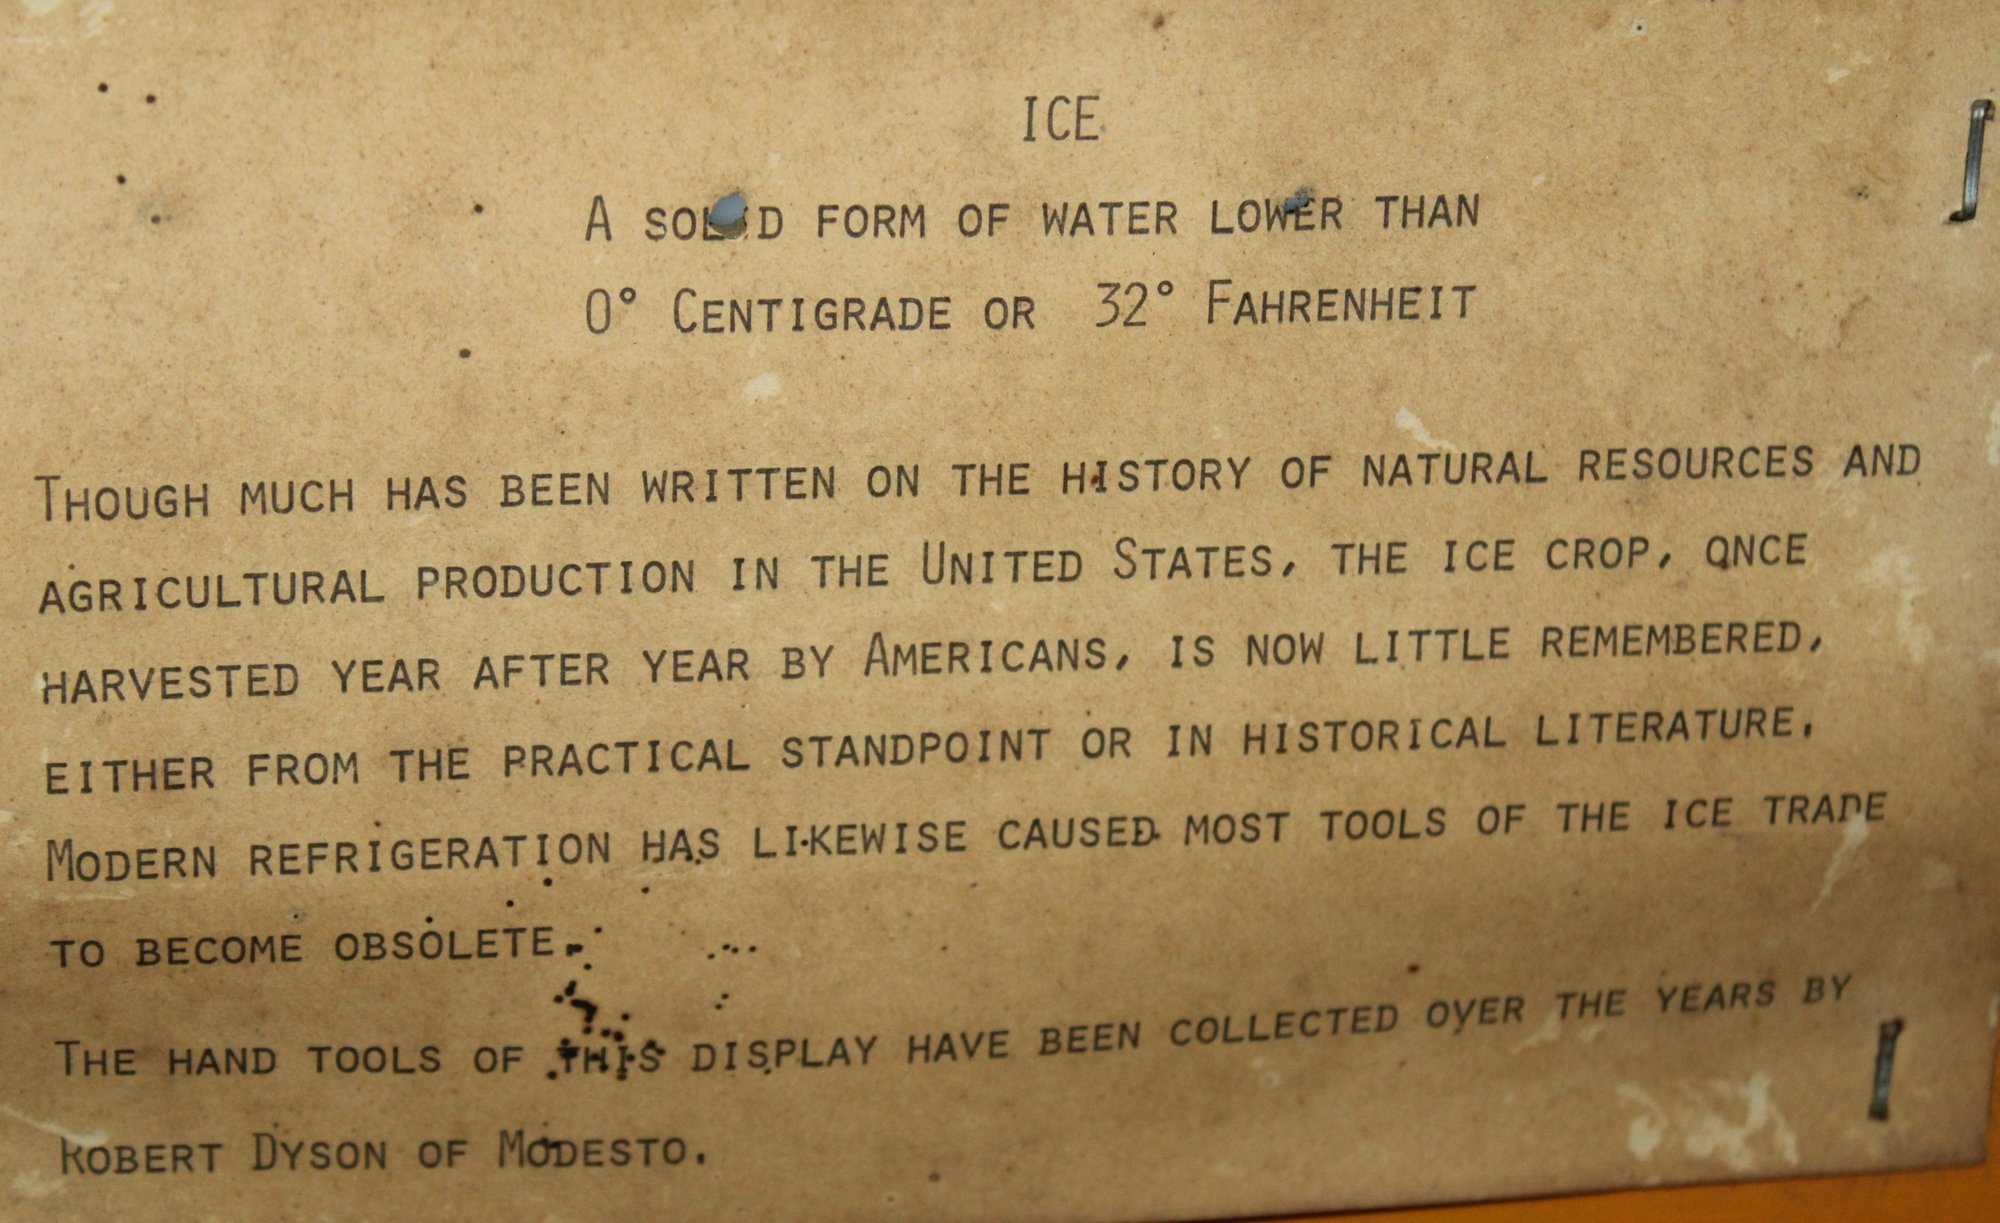 ICE
A SOLID FORM OF WATER LOWER THAN
0° CENTIGRADE OR 32° FAHRENHEIT
THOUGH MUCH HAS BEEN WRITTEN ON THE HISTORY OF NATURAL RESOURCES AND
AGRICULTURAL PRODUCTION IN THE UNITED STATES, THE ICE CROP, ONCE
HARVESTED YEAR AFTER YEAR BY AMERICANS, IS NOW LITTLE REMEMBERED,
EITHER FROM THE PRACTICAL STANDPOINT OR IN HISTORICAL LITERATURE.
MODERN REFRIGERATION HAS LIKEWISE CAUSED MOST TOOLS OF THE ICE TRADE
TO BECOME OBSOLETE.
THE HAND TOOLS OF THIS DISPLAY HAVE BEEN COLLECTED OVER THE YEARS BY
ROBERT DYSON OF MODESTO.